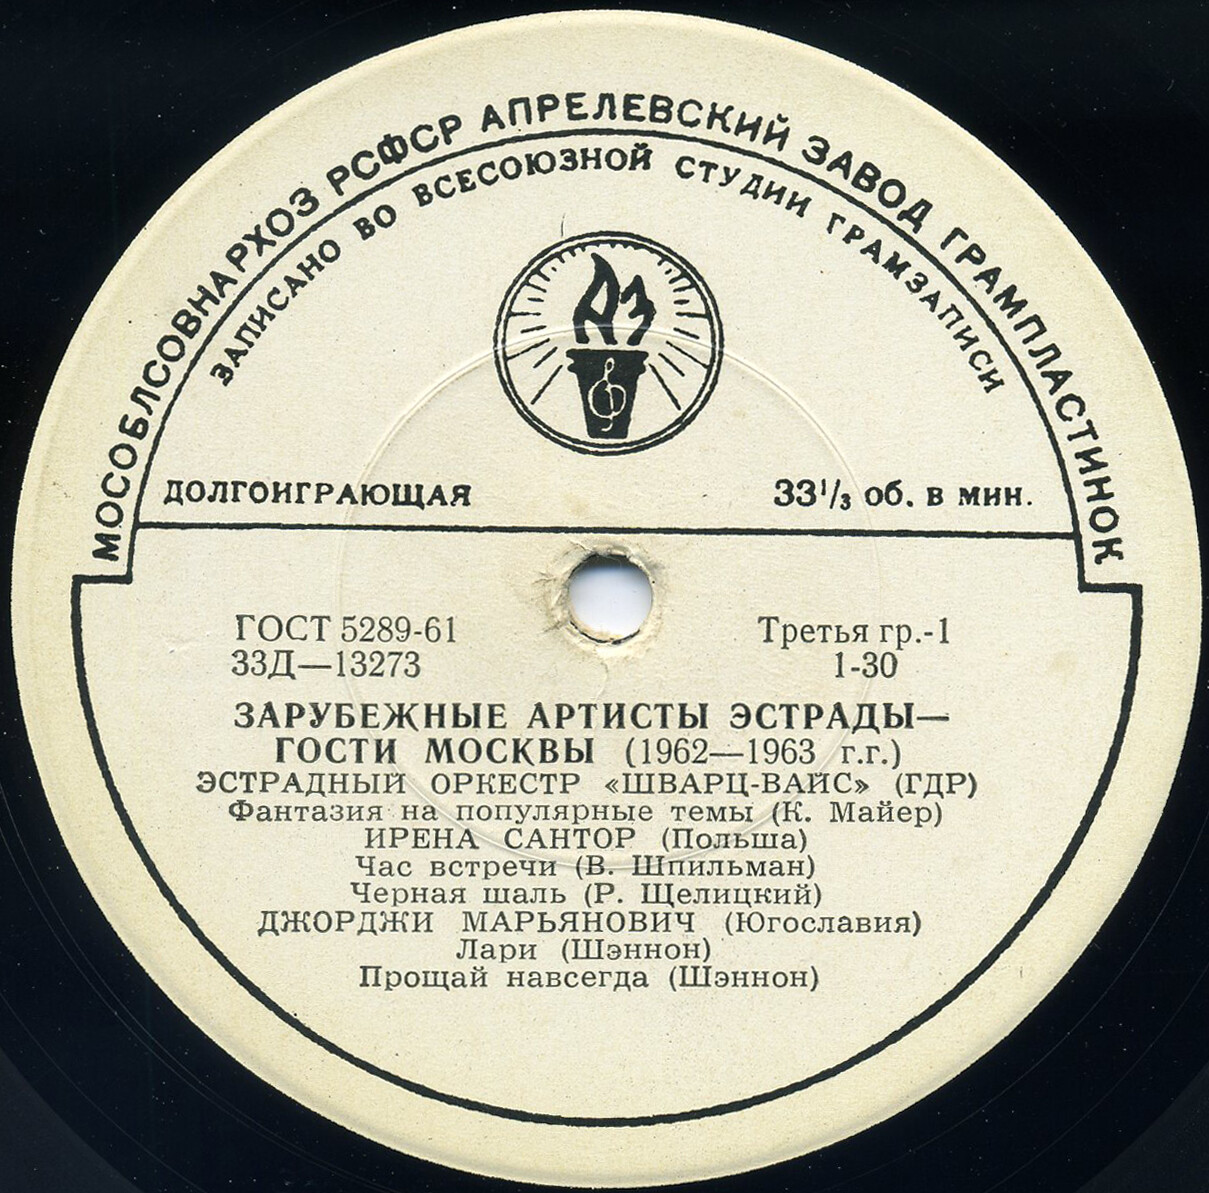 МОСОБЛСОВНАРХОЗ РСФСР АПРЕЛЕВСКИЙ ЗАВОД ГРАМПЛАСТИНОК
ЗАПИСАНО ВО ВСЕСОЮЗНОЙ СТУДИИ ГРАМЗАПИСИ
АЗ
ДОЛГОИГРАЮЩАЯ 33⅓ об. в мин.
ГОСТ 5289-61 Третья гр.-1
33Д—13273 1-30
ЗАРУБЕЖНЫЕ АРТИСТЫ ЭСТРАДЫ—
ГОСТИ МОСКВЫ (1962—1963 г.г.)
ЭСТРАДНЫЙ ОРКЕСТР «ШВАРЦ-ВАЙС» (ГДР)
Фантазия на популярные темы (К. Майер)
ИРЕНА САНТОР (Польша)
Час встречи (В. Шпильман)
Черная шаль (Р. Щелицкий)
ДЖОРДЖИ МАРЬЯНОВИЧ (Югославия)
Лари (Шэннон)
Прощай навсегда (Шэннон)